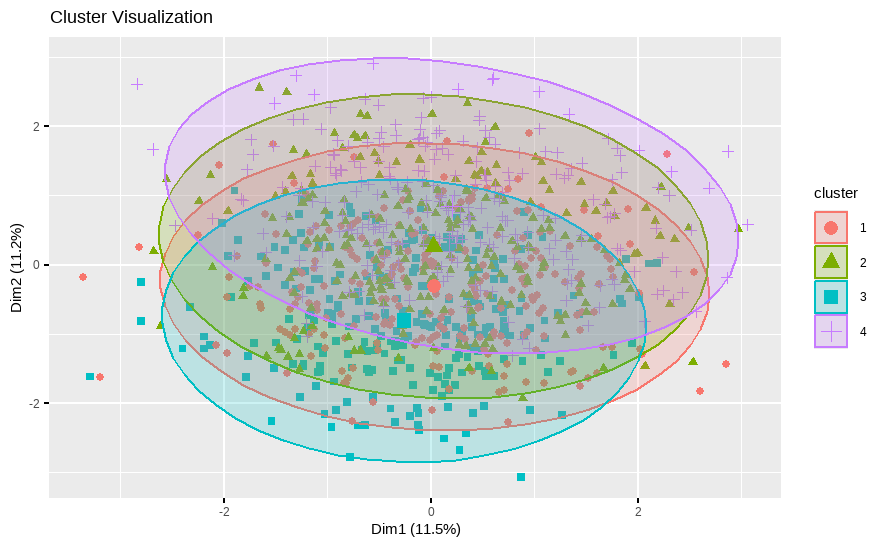 Cluster Visualization
Dim2 (11.2%)
2
0
-2
-2
0
2
Dim1 (11.5%)
cluster
1
2
3
4